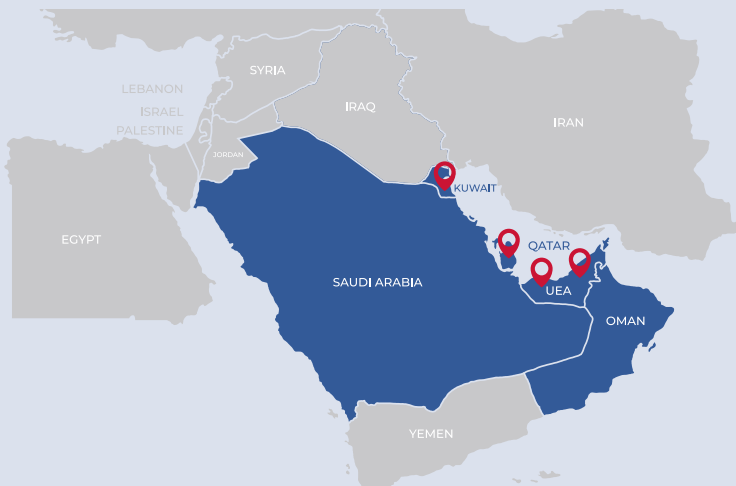 SYRIA
LEBANON
ISRAEL
PALESTINE
IRAQ
IRAN
JORDAN
KUWAIT
EGYPT
QATAR
SAUDI ARABIA
UEA
OMAN
YEMEN